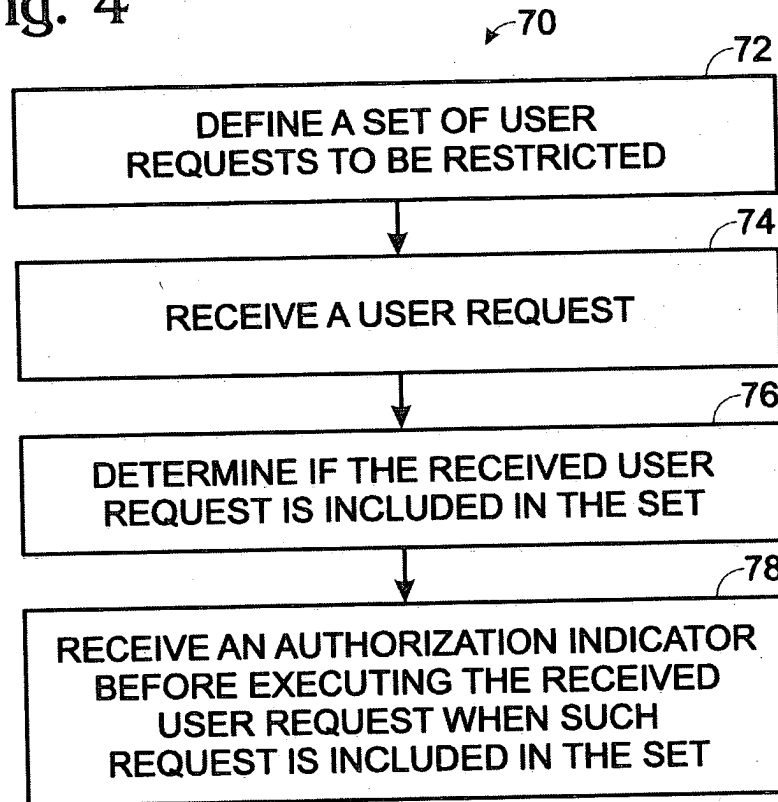 ig. 4
70
72
DEFINE A SET OF USER
REQUESTS TO BE RESTRICTED
74
RECEIVE A USER REQUEST
76
DETERMINE IF THE RECEIVED USER
REQUEST IS INCLUDED IN THE SET
78
RECEIVE AN AUTHORIZATION INDICATOR
BEFORE EXECUTING THE RECEIVED
USER REQUEST WHEN SUCH
REQUEST IS INCLUDED IN THE SET